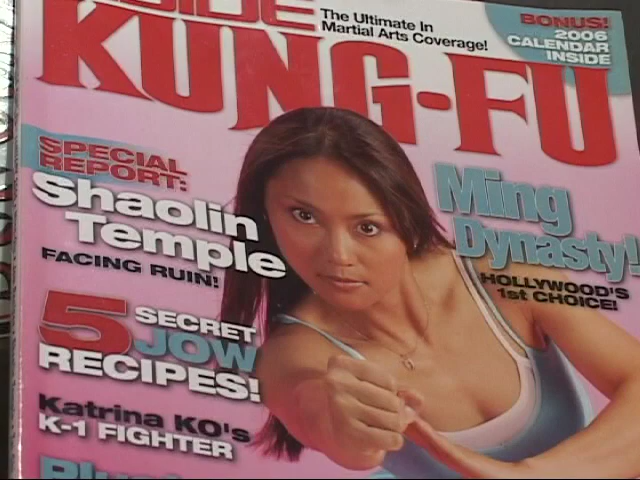 The Ultimate In
Martial Arts Coverage!
BONUS!
2006
CALENDAR
INSIDE
KUNG-FU
SPECIAL
REPORT:
Shaolin
Temple
FACING RUIN!
Ming
Dynasty!
HOLLYWOOD'S
1st CHOICE!
5 SECRET
JOW
RECIPES!
Katrina KO's
K-1 FIGHTER